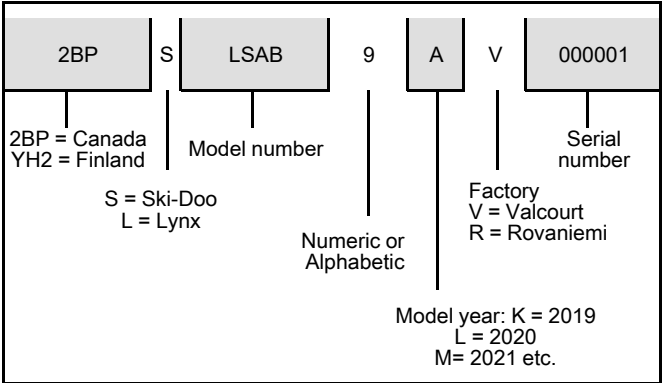 2BP S LSAB 9 A V 000001
2BP = Canada
YH2 = Finland
Model number
Serial
number
S = Ski-Doo
L = Lynx
Factory
V = Valcourt
R = Rovaniemi
Numeric or
Alphabetic
Model year: K = 2019
L = 2020
M= 2021 etc.